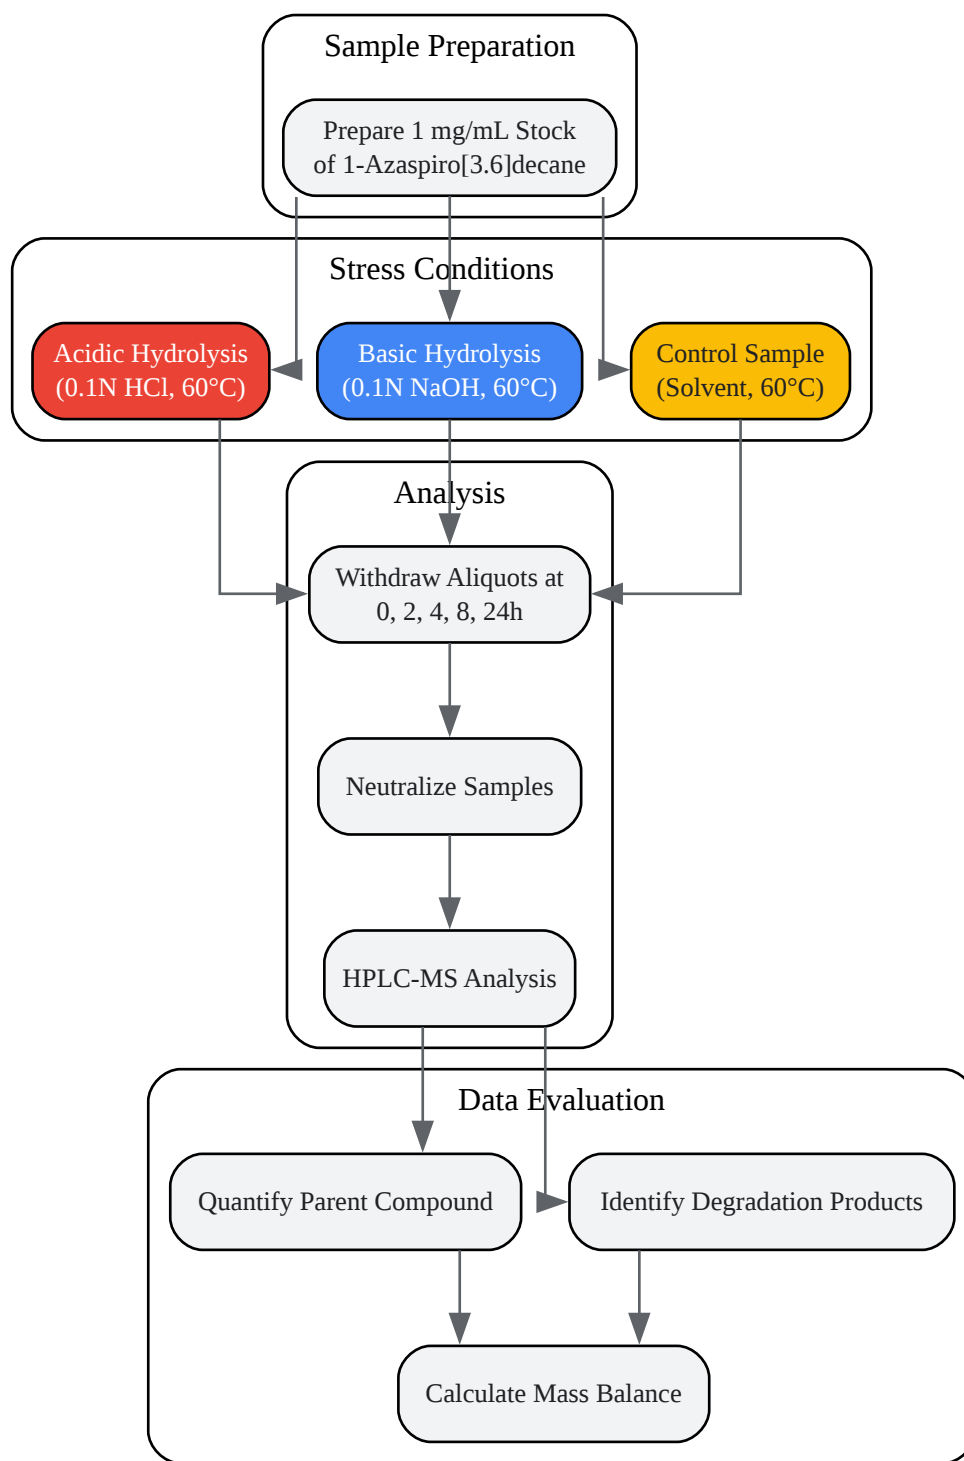 Sample Preparation
Prepare 1 mg/mL Stock
of 1-Azaspiro[3.6]decane
Stress Conditions
Acidic Hydrolysis
(0.1N HCl, 60°C)
Basic Hydrolysis
(0.1N NaOH, 60°C)
Control Sample
(Solvent, 60°C)
Analysis
Withdraw Aliquots at
0, 2, 4, 8, 24h
Neutralize Samples
HPLC-MS Analysis
Data Evaluation
Quantify Parent Compound
Identify Degradation Products
Calculate Mass Balance